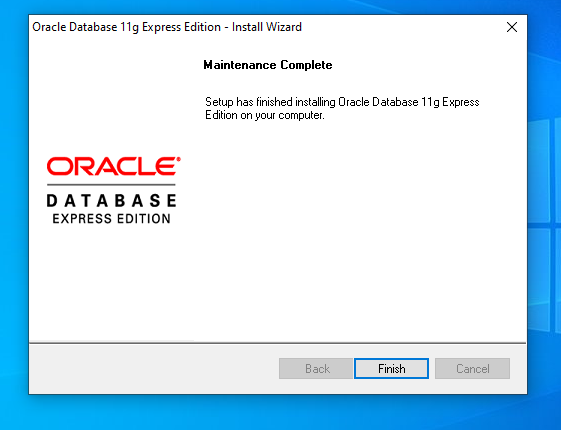 Oracle Database 11g Express Edition - Install Wizard
Maintenance Complete
Setup has finished installing Oracle Database 11g Express
Edition on your computer.
ORACLE®
DATABASE
EXPRESS EDITION
Back
Finish
Cancel